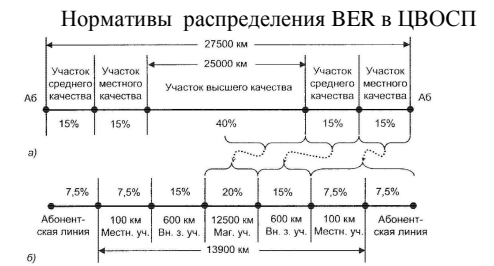 Нормативы распределения BER в ЦВОСП
27500 км
25000 км
Аб
Участок среднего качества
Участок местного качества
Участок высшего качества
Участок среднего качества
Участок местного качества
Аб
15% 15% 40% 15% 15%
а)
7,5% 7,5% 15% 20% 15% 7,5% 7,5%
Абонент-
ская линия
100 км
Местн. уч.
600 км
Вн. з. уч.
12500 км
Маг. уч.
600 км
Вн. з. уч.
100 км
Местн. уч.
Абонент-
ская линия
13900 км
б)